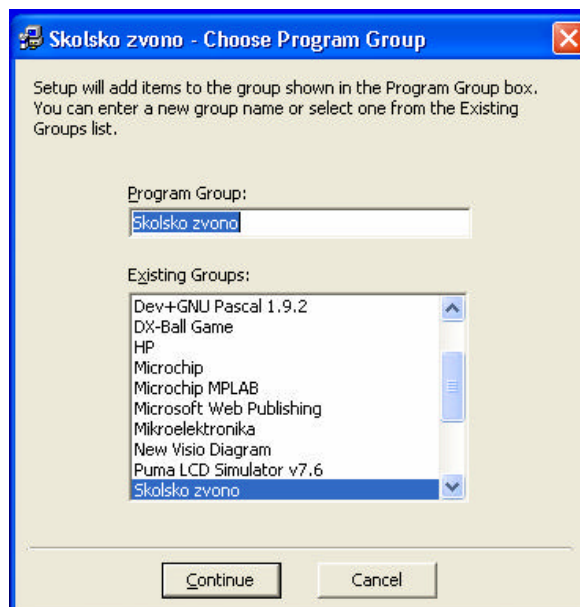 Skolsko zvono - Choose Program Group
Setup will add items to the group shown in the Program Group box.
You can enter a new group name or select one from the Existing
Groups list.
Program Group:
Skolsko zvono
Existing Groups:
Dev+GNU Pascal 1.9.2
DX-Ball Game
HP
Microchip
Microchip MPLAB
Microsoft Web Publishing
Mikroelektronika
New Visio Diagram
Puma LCD Simulator v7.6
Skolsko zvono
Continue
Cancel